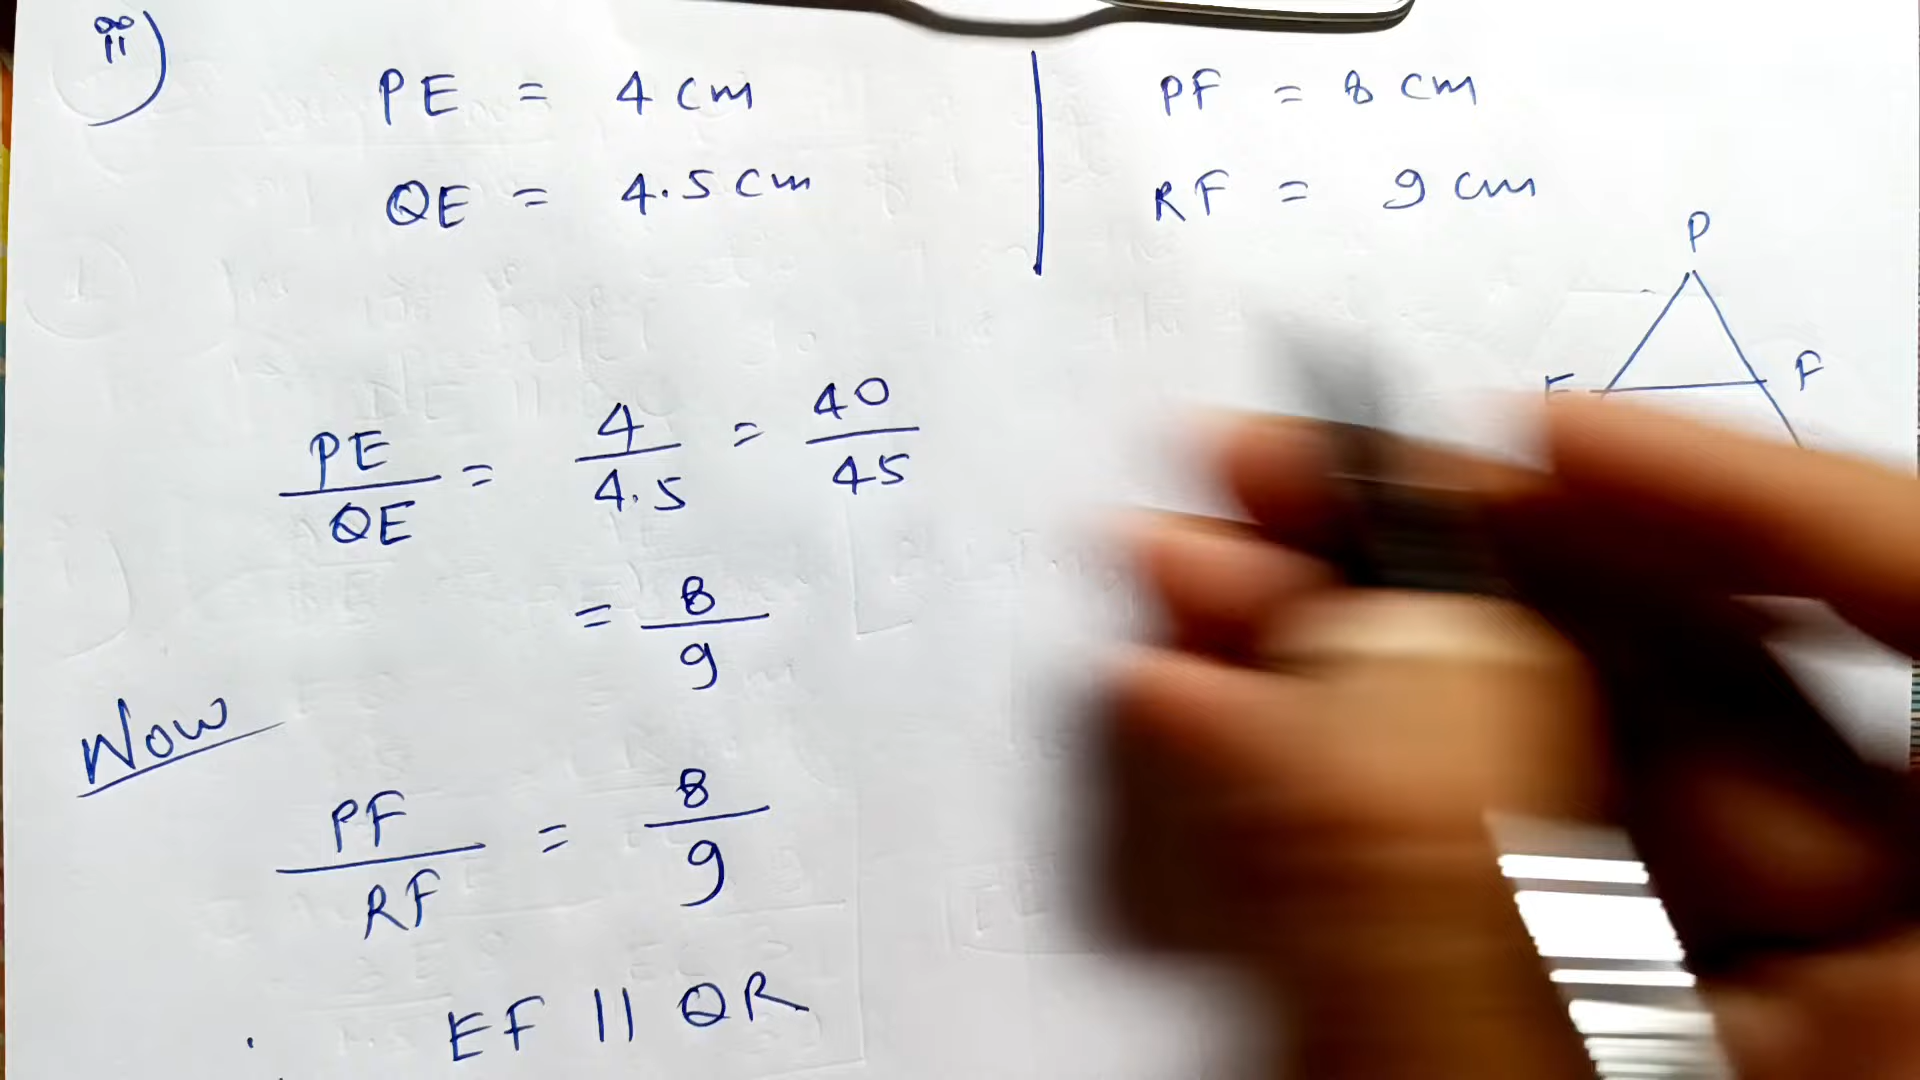 ii)
PE = 4 cm
QE = 4.5 cm
PF = 8 cm
RF = 9 cm
P
F
PE/QE = 4/4.5 = 40/45
= 8/9
Now
PF/RF = 8/9
EF || QR